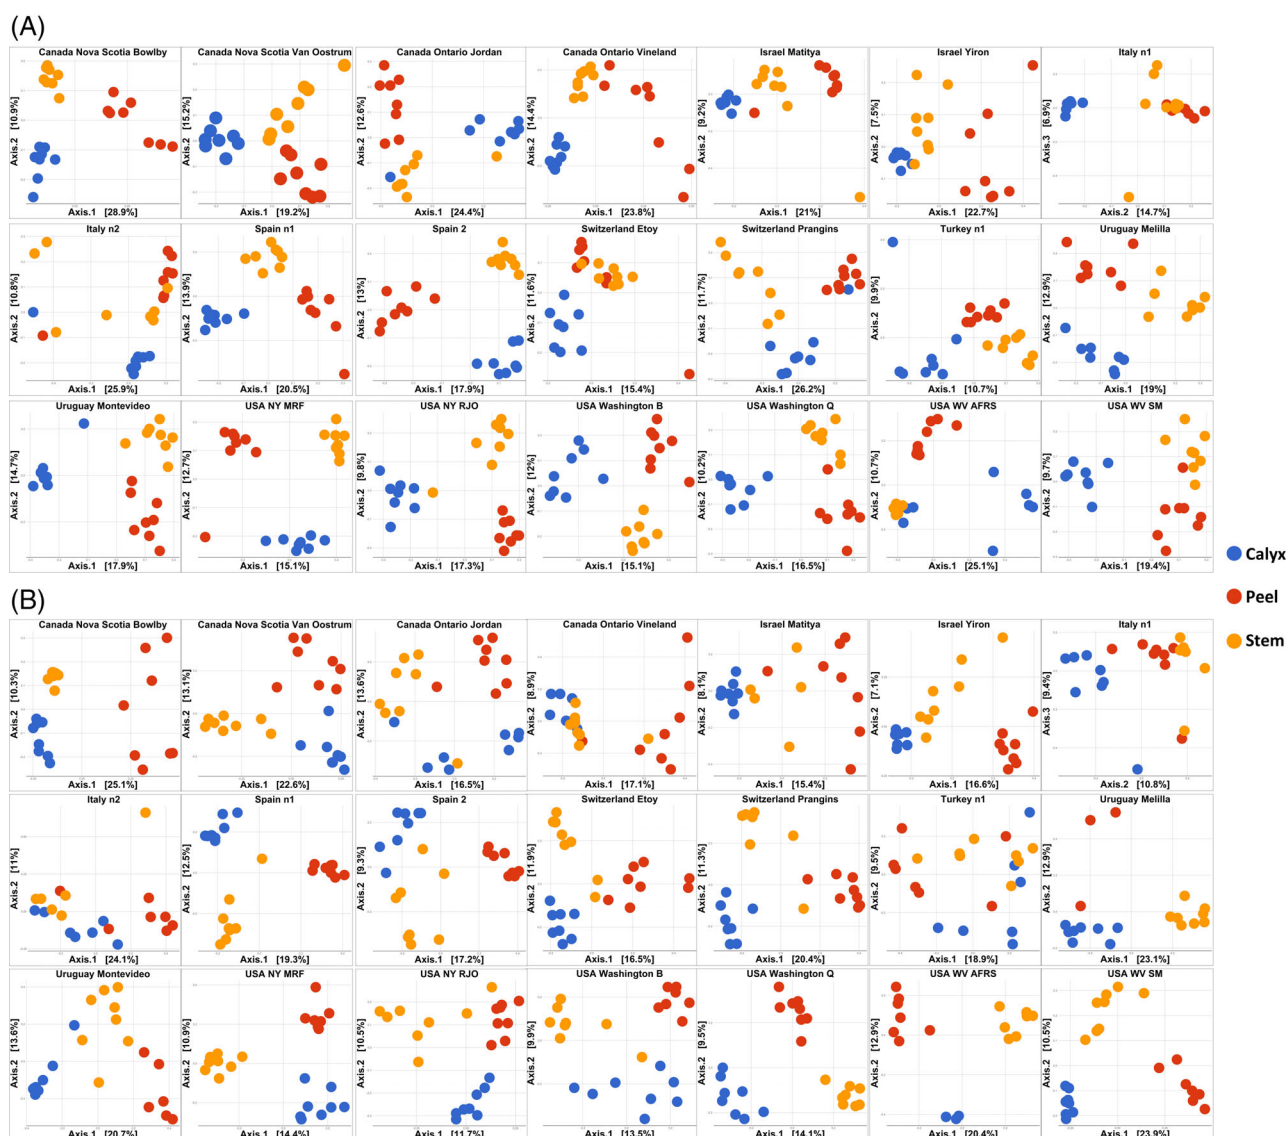 (A)
Canada Nova Scotia Bowlby
Canada Nova Scotia Van Oostrum
Canada Ontario Jordan
Canada Ontario Vineland
Israel Matitya
Israel Yiron
Italy n1
Axis.2 [10.9%]
Axis.2 [15.2%]
Axis.2 [12.6%]
Axis.2 [14.4%]
Axis.2 [9.2%]
Axis.2 [7.5%]
Axis.3 [6.9%]
Axis.1 [28.9%]
Axis.1 [19.2%]
Axis.1 [24.4%]
Axis.1 [23.8%]
Axis.1 [21%]
Axis.1 [22.7%]
Axis.2 [14.7%]
Italy n2
Spain n1
Spain 2
Switzerland Etoy
Switzerland Prangins
Turkey n1
Uruguay Melilla
Axis.2 [10.8%]
Axis.2 [13.9%]
Axis.2 [13%]
Axis.2 [11.6%]
Axis.2 [11.7%]
Axis.2 [9.9%]
Axis.2 [12.9%]
Axis.1 [25.9%]
Axis.1 [20.5%]
Axis.1 [17.9%]
Axis.1 [15.4%]
Axis.1 [26.2%]
Axis.1 [10.7%]
Axis.1 [19%]
Uruguay Montevideo
USA NY MRF
USA NY RJO
USA Washington B
USA Washington Q
USA WV AFRS
USA WV SM
Axis.2 [14.7%]
Axis.2 [12.7%]
Axis.2 [9.8%]
Axis.2 [12%]
Axis.2 [10.2%]
Axis.2 [10.7%]
Axis.2 [9.7%]
Axis.1 [17.9%]
Axis.1 [15.1%]
Axis.1 [17.3%]
Axis.1 [15.1%]
Axis.1 [16.5%]
Axis.1 [25.1%]
Axis.1 [19.4%]
Calyx
Peel
Stem
(B)
Canada Nova Scotia Bowlby
Canada Nova Scotia Van Oostrum
Canada Ontario Jordan
Canada Ontario Vineland
Israel Matitya
Israel Yiron
Italy n1
Axis.2 [10.3%]
Axis.2 [13.1%]
Axis.2 [13.6%]
Axis.2 [8.9%]
Axis.2 [8.1%]
Axis.2 [7.1%]
Axis.3 [9.4%]
Axis.1 [25.1%]
Axis.1 [22.6%]
Axis.1 [16.5%]
Axis.1 [17.1%]
Axis.1 [15.4%]
Axis.1 [16.6%]
Axis.2 [10.8%]
Italy n2
Spain n1
Spain 2
Switzerland Etoy
Switzerland Prangins
Turkey n1
Uruguay Melilla
Axis.2 [11%]
Axis.2 [12.5%]
Axis.2 [9.3%]
Axis.2 [11.9%]
Axis.2 [11.3%]
Axis.2 [9.5%]
Axis.2 [12.9%]
Axis.1 [24.1%]
Axis.1 [19.3%]
Axis.1 [17.2%]
Axis.1 [16.5%]
Axis.1 [20.4%]
Axis.1 [18.9%]
Axis.1 [23.1%]
Uruguay Montevideo
USA NY MRF
USA NY RJO
USA Washington B
USA Washington Q
USA WV AFRS
USA WV SM
Axis.2 [13.6%]
Axis.2 [10.9%]
Axis.2 [10.5%]
Axis.2 [9.9%]
Axis.2 [9.5%]
Axis.2 [12.9%]
Axis.2 [10.5%]
Axis.1 [20.7%]
Axis.1 [14.4%]
Axis.1 [11.7%]
Axis.1 [13.5%]
Axis.1 [14.1%]
Axis.1 [20.4%]
Axis.1 [23.9%]